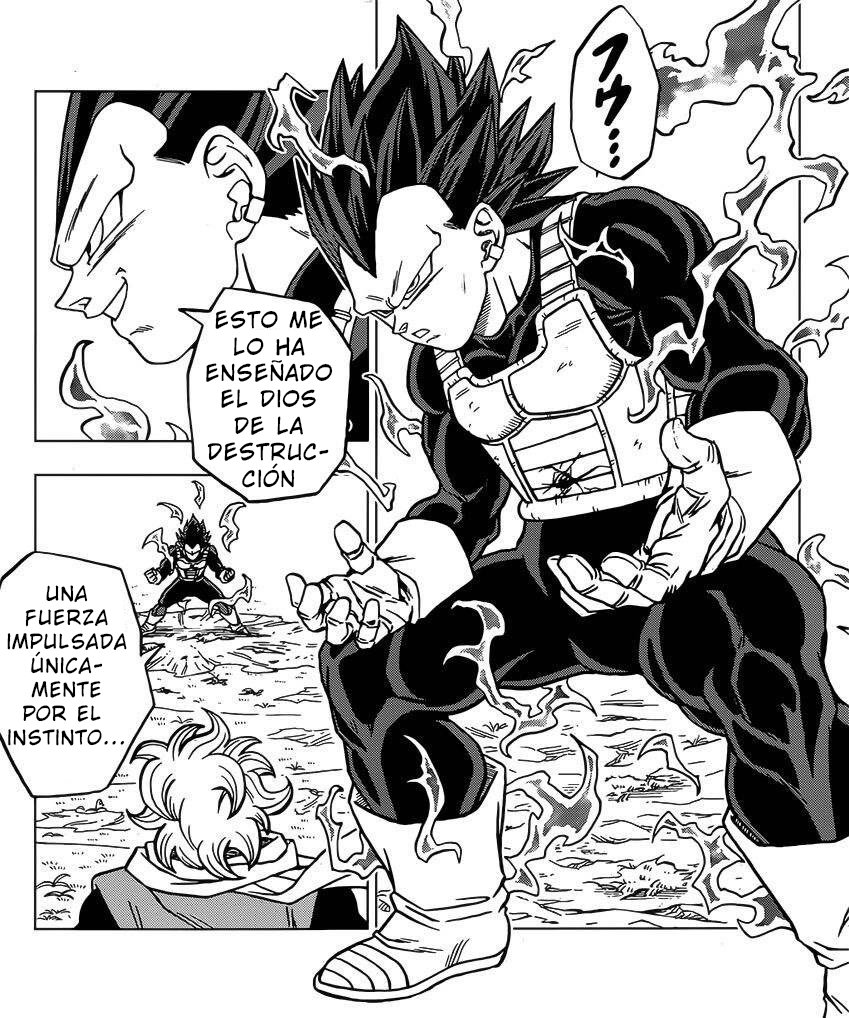 フウ…
ESTO ME
LO HA
ENSEÑADO
EL DIOS
DE LA
DESTRUC-
CIÓN
UNA
FUERZA
IMPULSADA
ÚNICA-
MENTE
POR EL
INSTINTO...